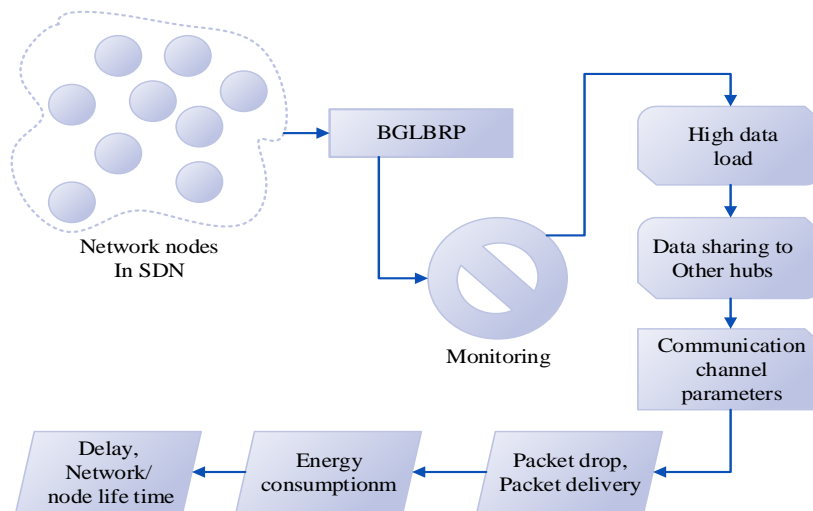 Network nodes
In SDN
BGLBRP
Monitoring
High data
load
Data sharing to
Other hubs
Communication
channel
parameters
Packet drop,
Packet delivery
Energy
consumptionm
Delay,
Network/
node life time